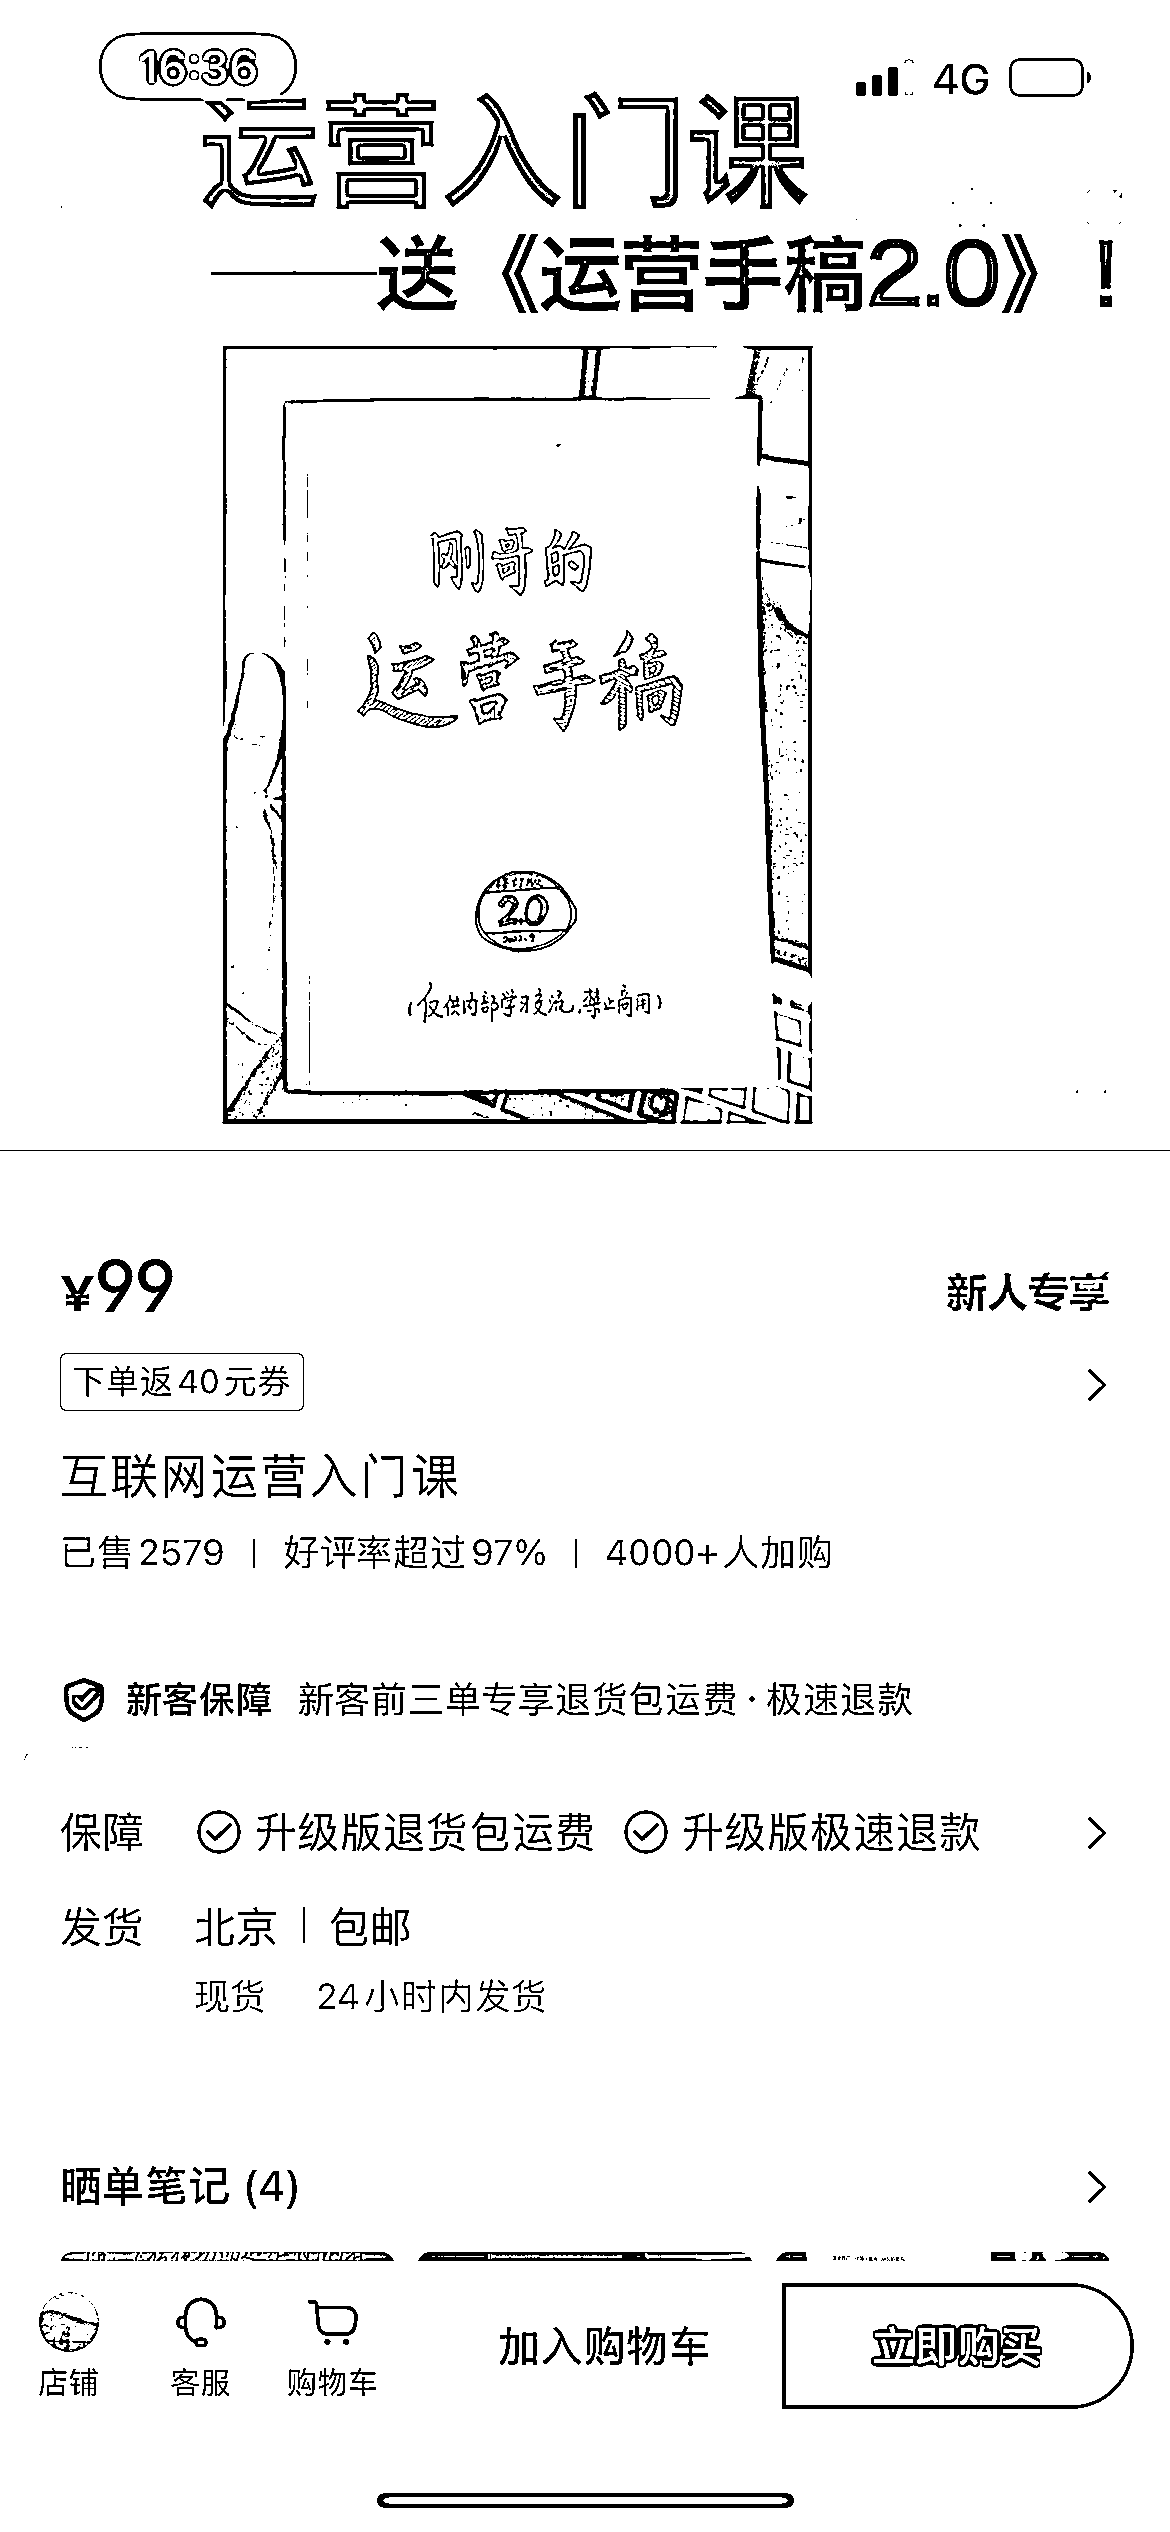 16:36
4G
运营入门课
——送《运营手稿2.0》！
刚哥的
运营手稿
2.0
2022.9
(仅供内部学习交流,禁止商用)
¥99
新人专享
下单返40元券
互联网运营入门课
已售2579 | 好评率超过97% | 4000+人加购
新客保障 新客前三单专享退货包运费·极速退款
保障 升级版退货包运费 升级版极速退款
发货 北京 | 包邮
现货 24小时内发货
晒单笔记 (4)
店铺 客服 购物车 加入购物车 立即购买